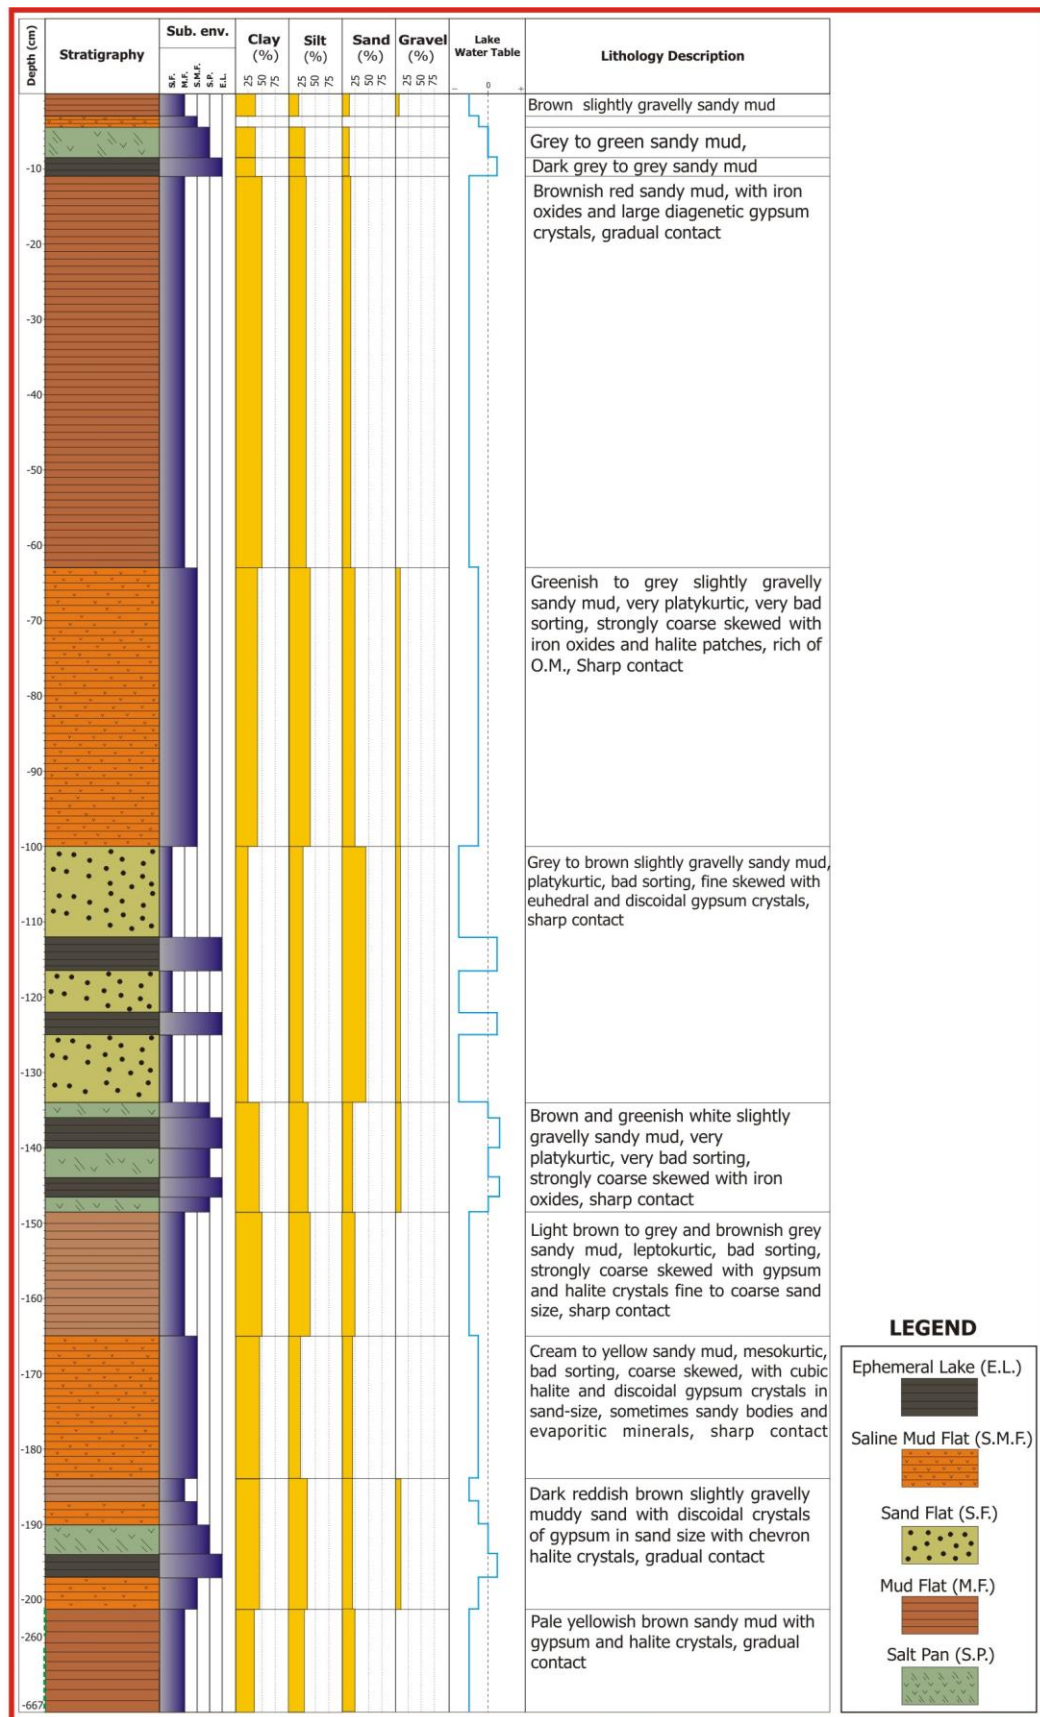 Depth (cm)
Stratigraphy
Sub. env.
S.F.
M.F.
S.M.F.
S.P.
E.L.
Clay
(%)
25 50 75
Silt
(%)
25 50 75
Sand
(%)
25 50 75
Gravel
(%)
25 50 75
Lake
Water Table
− 0 +
Lithology Description
-10
-20
-30
-40
-50
-60
-70
-80
-90
-100
-110
-120
-130
-140
-150
-160
-170
-180
-190
-200
-260
-667
Brown slightly gravelly sandy mud
Grey to green sandy mud,
Dark grey to grey sandy mud
Brownish red sandy mud, with iron
oxides and large diagenetic gypsum
crystals, gradual contact
Greenish to grey slightly gravelly
sandy mud, very platykurtic, very bad
sorting, strongly coarse skewed with
iron oxides and halite patches, rich of
O.M., Sharp contact
Grey to brown slightly gravelly sandy mud,
platykurtic, bad sorting, fine skewed with
euhedral and discoidal gypsum crystals,
sharp contact
Brown and greenish white slightly
gravelly sandy mud, very
platykurtic, very bad sorting,
strongly coarse skewed with iron
oxides, sharp contact
Light brown to grey and brownish grey
sandy mud, leptokurtic, bad sorting,
strongly coarse skewed with gypsum
and halite crystals fine to coarse sand
size, sharp contact
Cream to yellow sandy mud, mesokurtic,
bad sorting, coarse skewed, with cubic
halite and discoidal gypsum crystals in
sand-size, sometimes sandy bodies and
evaporitic minerals, sharp contact
Dark reddish brown slightly gravelly
muddy sand with discoidal crystals
of gypsum in sand size with chevron
halite crystals, gradual contact
Pale yellowish brown sandy mud with
gypsum and halite crystals, gradual
contact
LEGEND
Ephemeral Lake (E.L.)
Saline Mud Flat (S.M.F.)
Sand Flat (S.F.)
Mud Flat (M.F.)
Salt Pan (S.P.)